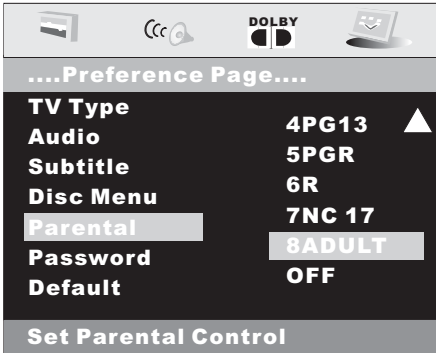 DOLBY
....Preference Page....
TV Type
Audio
Subtitle
Disc Menu
Parental
Password
Default
4PG13
5PGR
6R
7NC 17
8ADULT
OFF
Set Parental Control